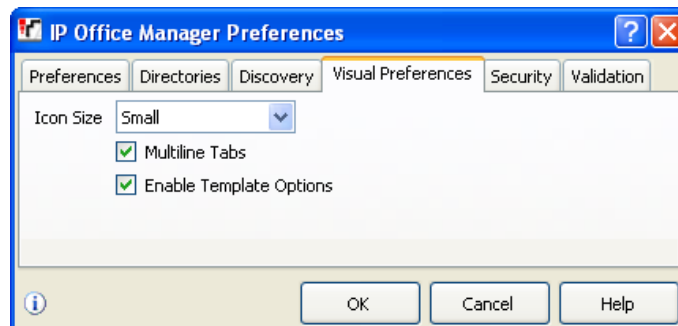 IP Office Manager Preferences
Preferences Directories Discovery Visual Preferences Security Validation
Icon Size Small
Multiline Tabs
Enable Template Options
OK Cancel Help